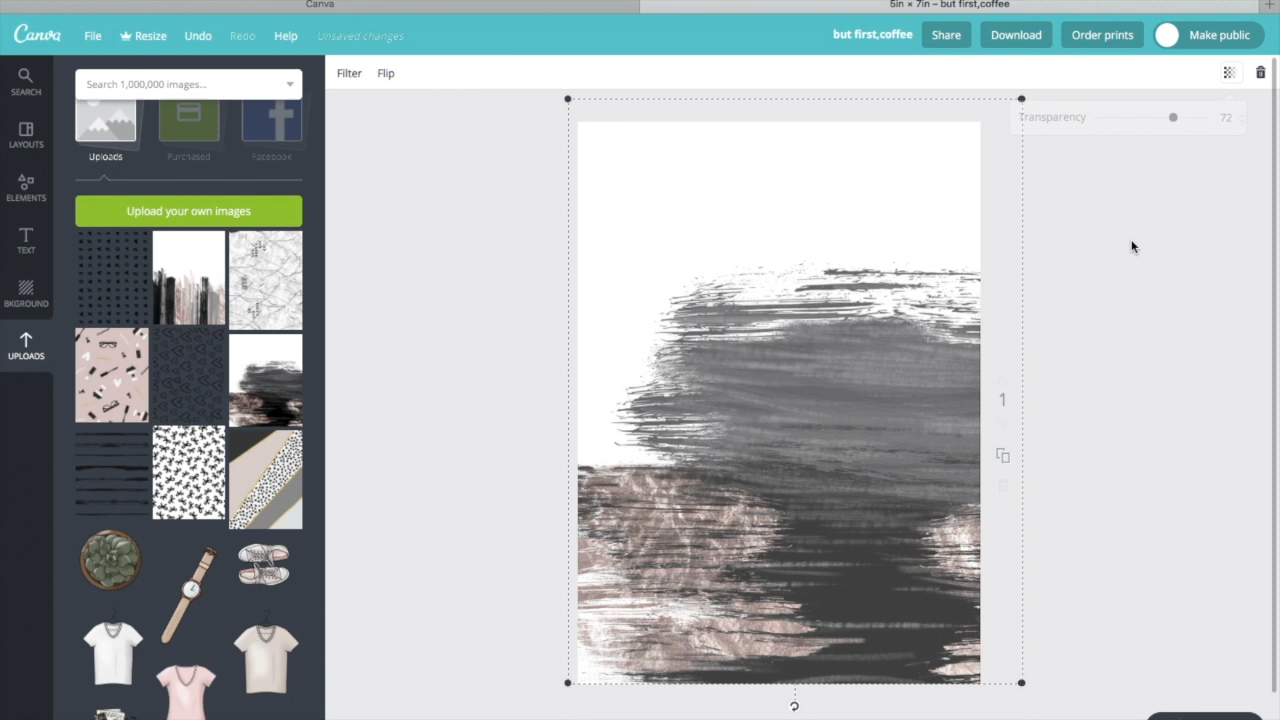 Canva
5in × 7in – but first,coffee
Canva
File
Resize
Undo
Redo
Help
Unsaved changes
but first,coffee
Share
Download
Order prints
Make public
SEARCH
LAYOUTS
ELEMENTS
TEXT
BKGROUND
UPLOADS
Search 1,000,000 images...
Uploads
Purchased
Facebook
Upload your own images
Filter
Flip
Transparency
72
1